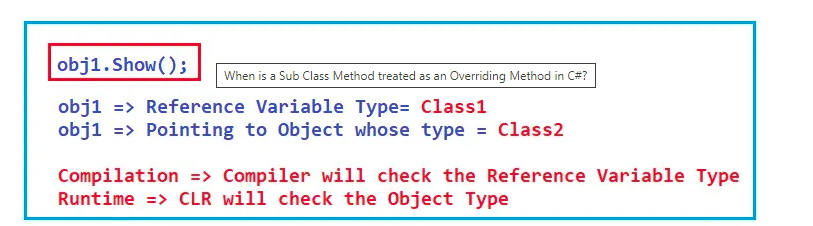 obj1.Show();
When is a Sub Class Method treated as an Overriding Method in C#?
obj1 => Reference Variable Type= Class1
obj1 => Pointing to Object whose type = Class2
Compilation => Compiler will check the Reference Variable Type
Runtime => CLR will check the Object Type